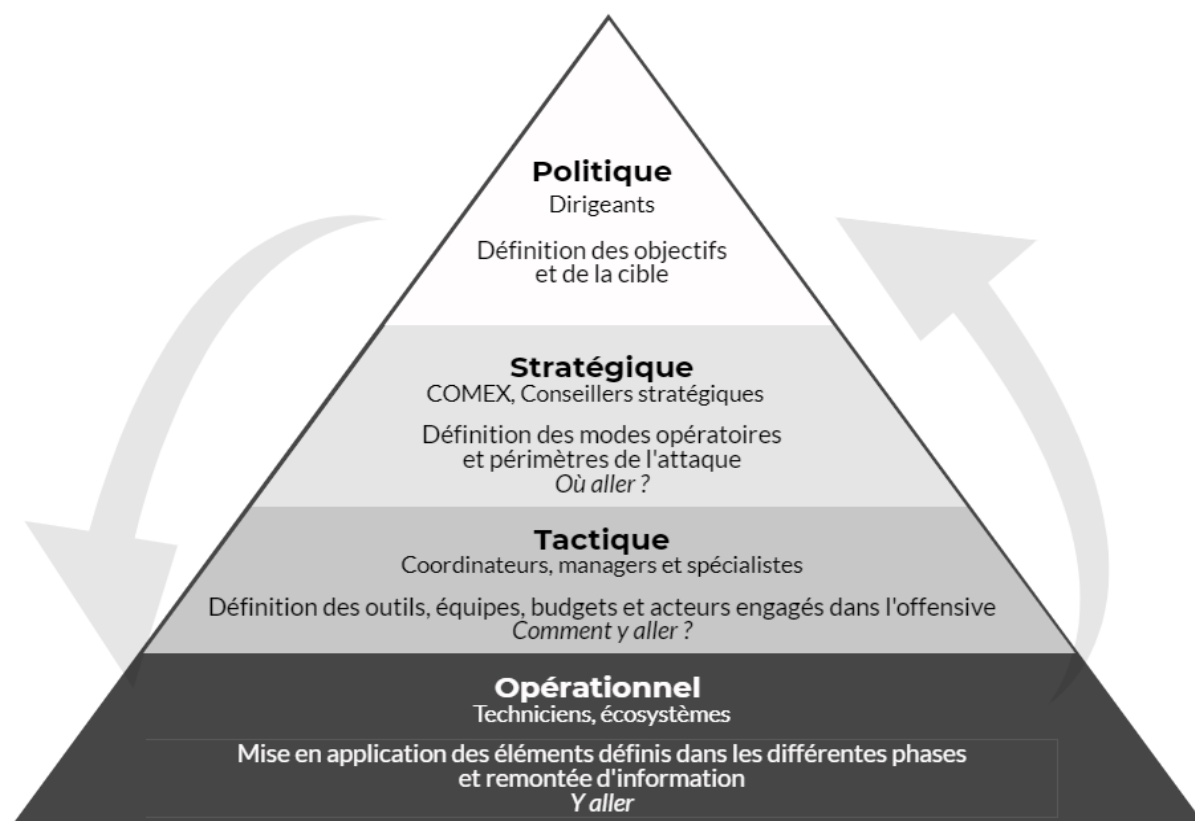 Politique
Dirigeants
Définition des objectifs
et de la cible
Stratégique
COMEX, Conseillers stratégiques
Définition des modes opératoires
et périmètres de l'attaque
Où aller ?
Tactique
Coordinateurs, managers et spécialistes
Définition des outils, équipes, budgets et acteurs engagés dans l'offensive
Comment y aller ?
Opérationnel
Techniciens, écosystèmes
Mise en application des éléments définis dans les différentes phases
et remontée d'information
Y aller